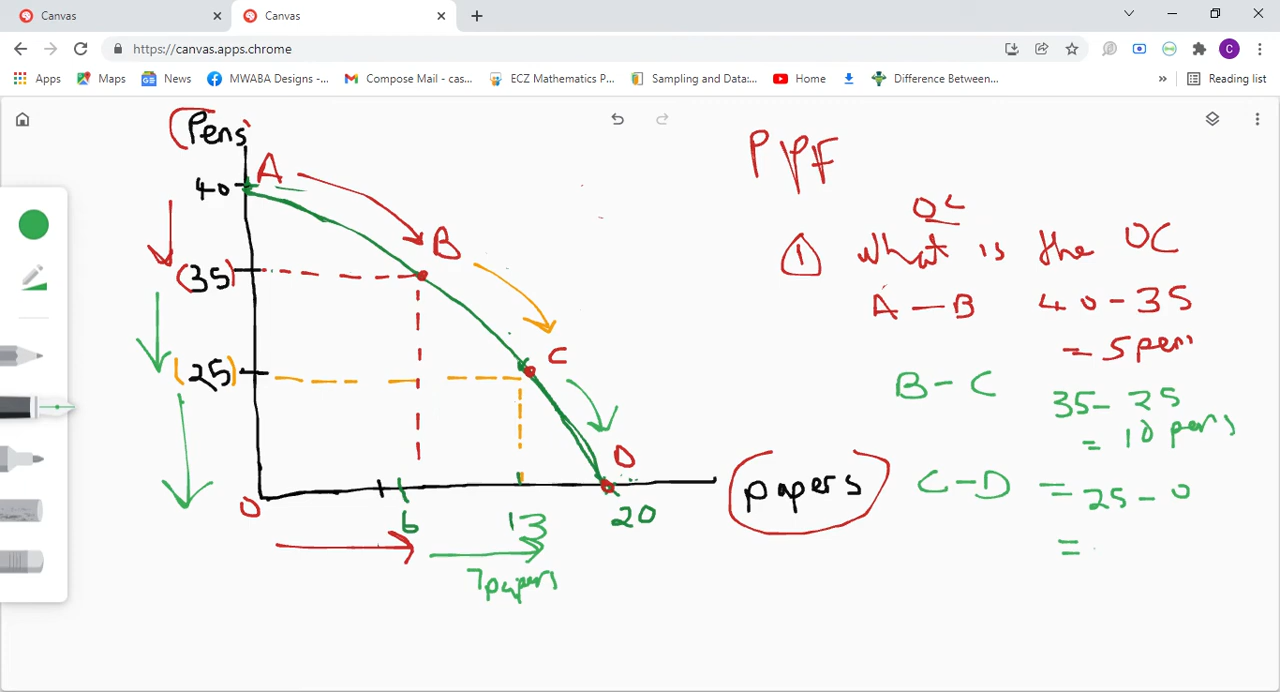 Canvas
Canvas
https://canvas.apps.chrome
C
Apps
Maps
News
MWABA Designs -...
Compose Mail - cas...
ECZ Mathematics P...
Sampling and Data:...
Home
Difference Between...
»
Reading list
(Pens
PPF
40
A
B
(35)
C
(25)
D
0
6
13
20
7papers
papers
OC
① What is the OC
A - B 40 - 35
= 5 pens
B - C 35 - 25
= 10 pens
C - D = 25 - 0
=